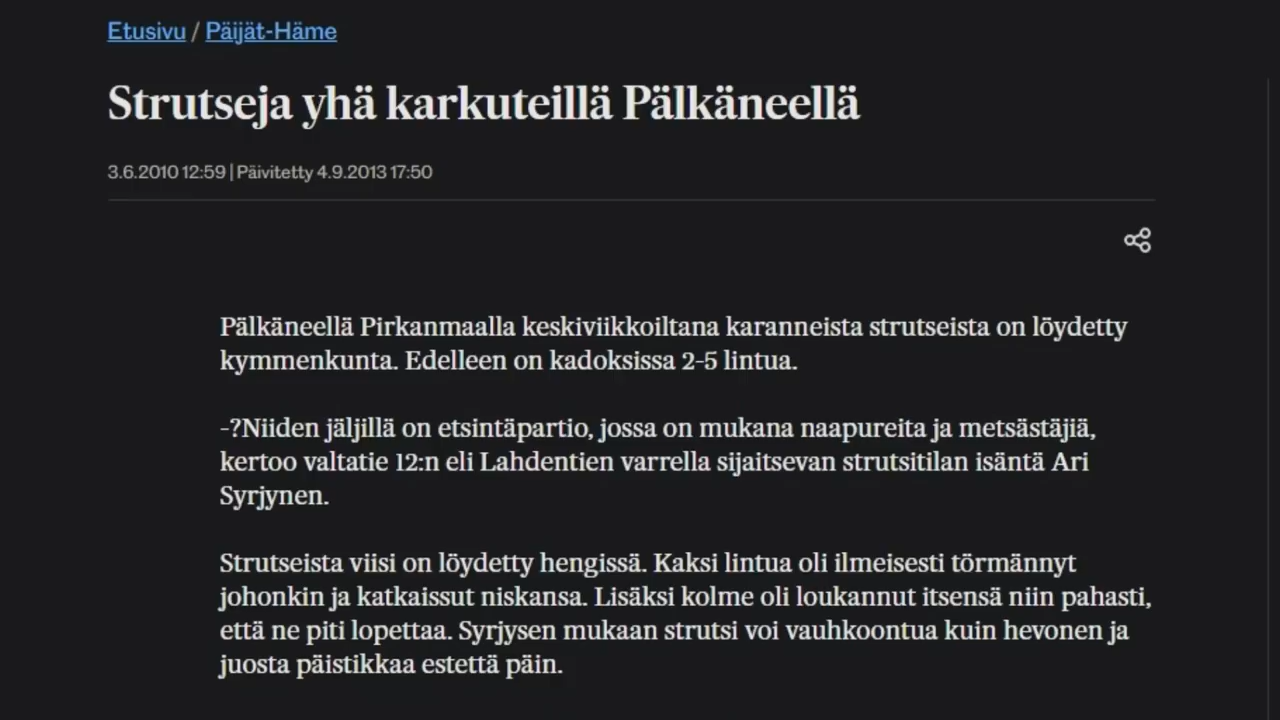 Etusivu / Päijät-Häme
Strutseja yhä karkuteillä Pälkäneellä
3.6.2010 12:59 | Päivitetty 4.9.2013 17:50
Pälkäneellä Pirkanmaalla keskiviikkoiltana karanneista strutseista on löydetty
kymmenkunta. Edelleen on kadoksissa 2-5 lintua.
-?Niiden jäljillä on etsintäpartio, jossa on mukana naapureita ja metsästäjiä,
kertoo valtatie 12:n eli Lahdentien varrella sijaitsevan strutsitilan isäntä Ari
Syrjynen.
Strutseista viisi on löydetty hengissä. Kaksi lintua oli ilmeisesti törmännyt
johonkin ja katkaissut niskansa. Lisäksi kolme oli loukannut itsensä niin pahasti,
että ne piti lopettaa. Syrjysen mukaan strutsi voi vauhkoontua kuin hevonen ja
juosta päistikkaa estettä päin.